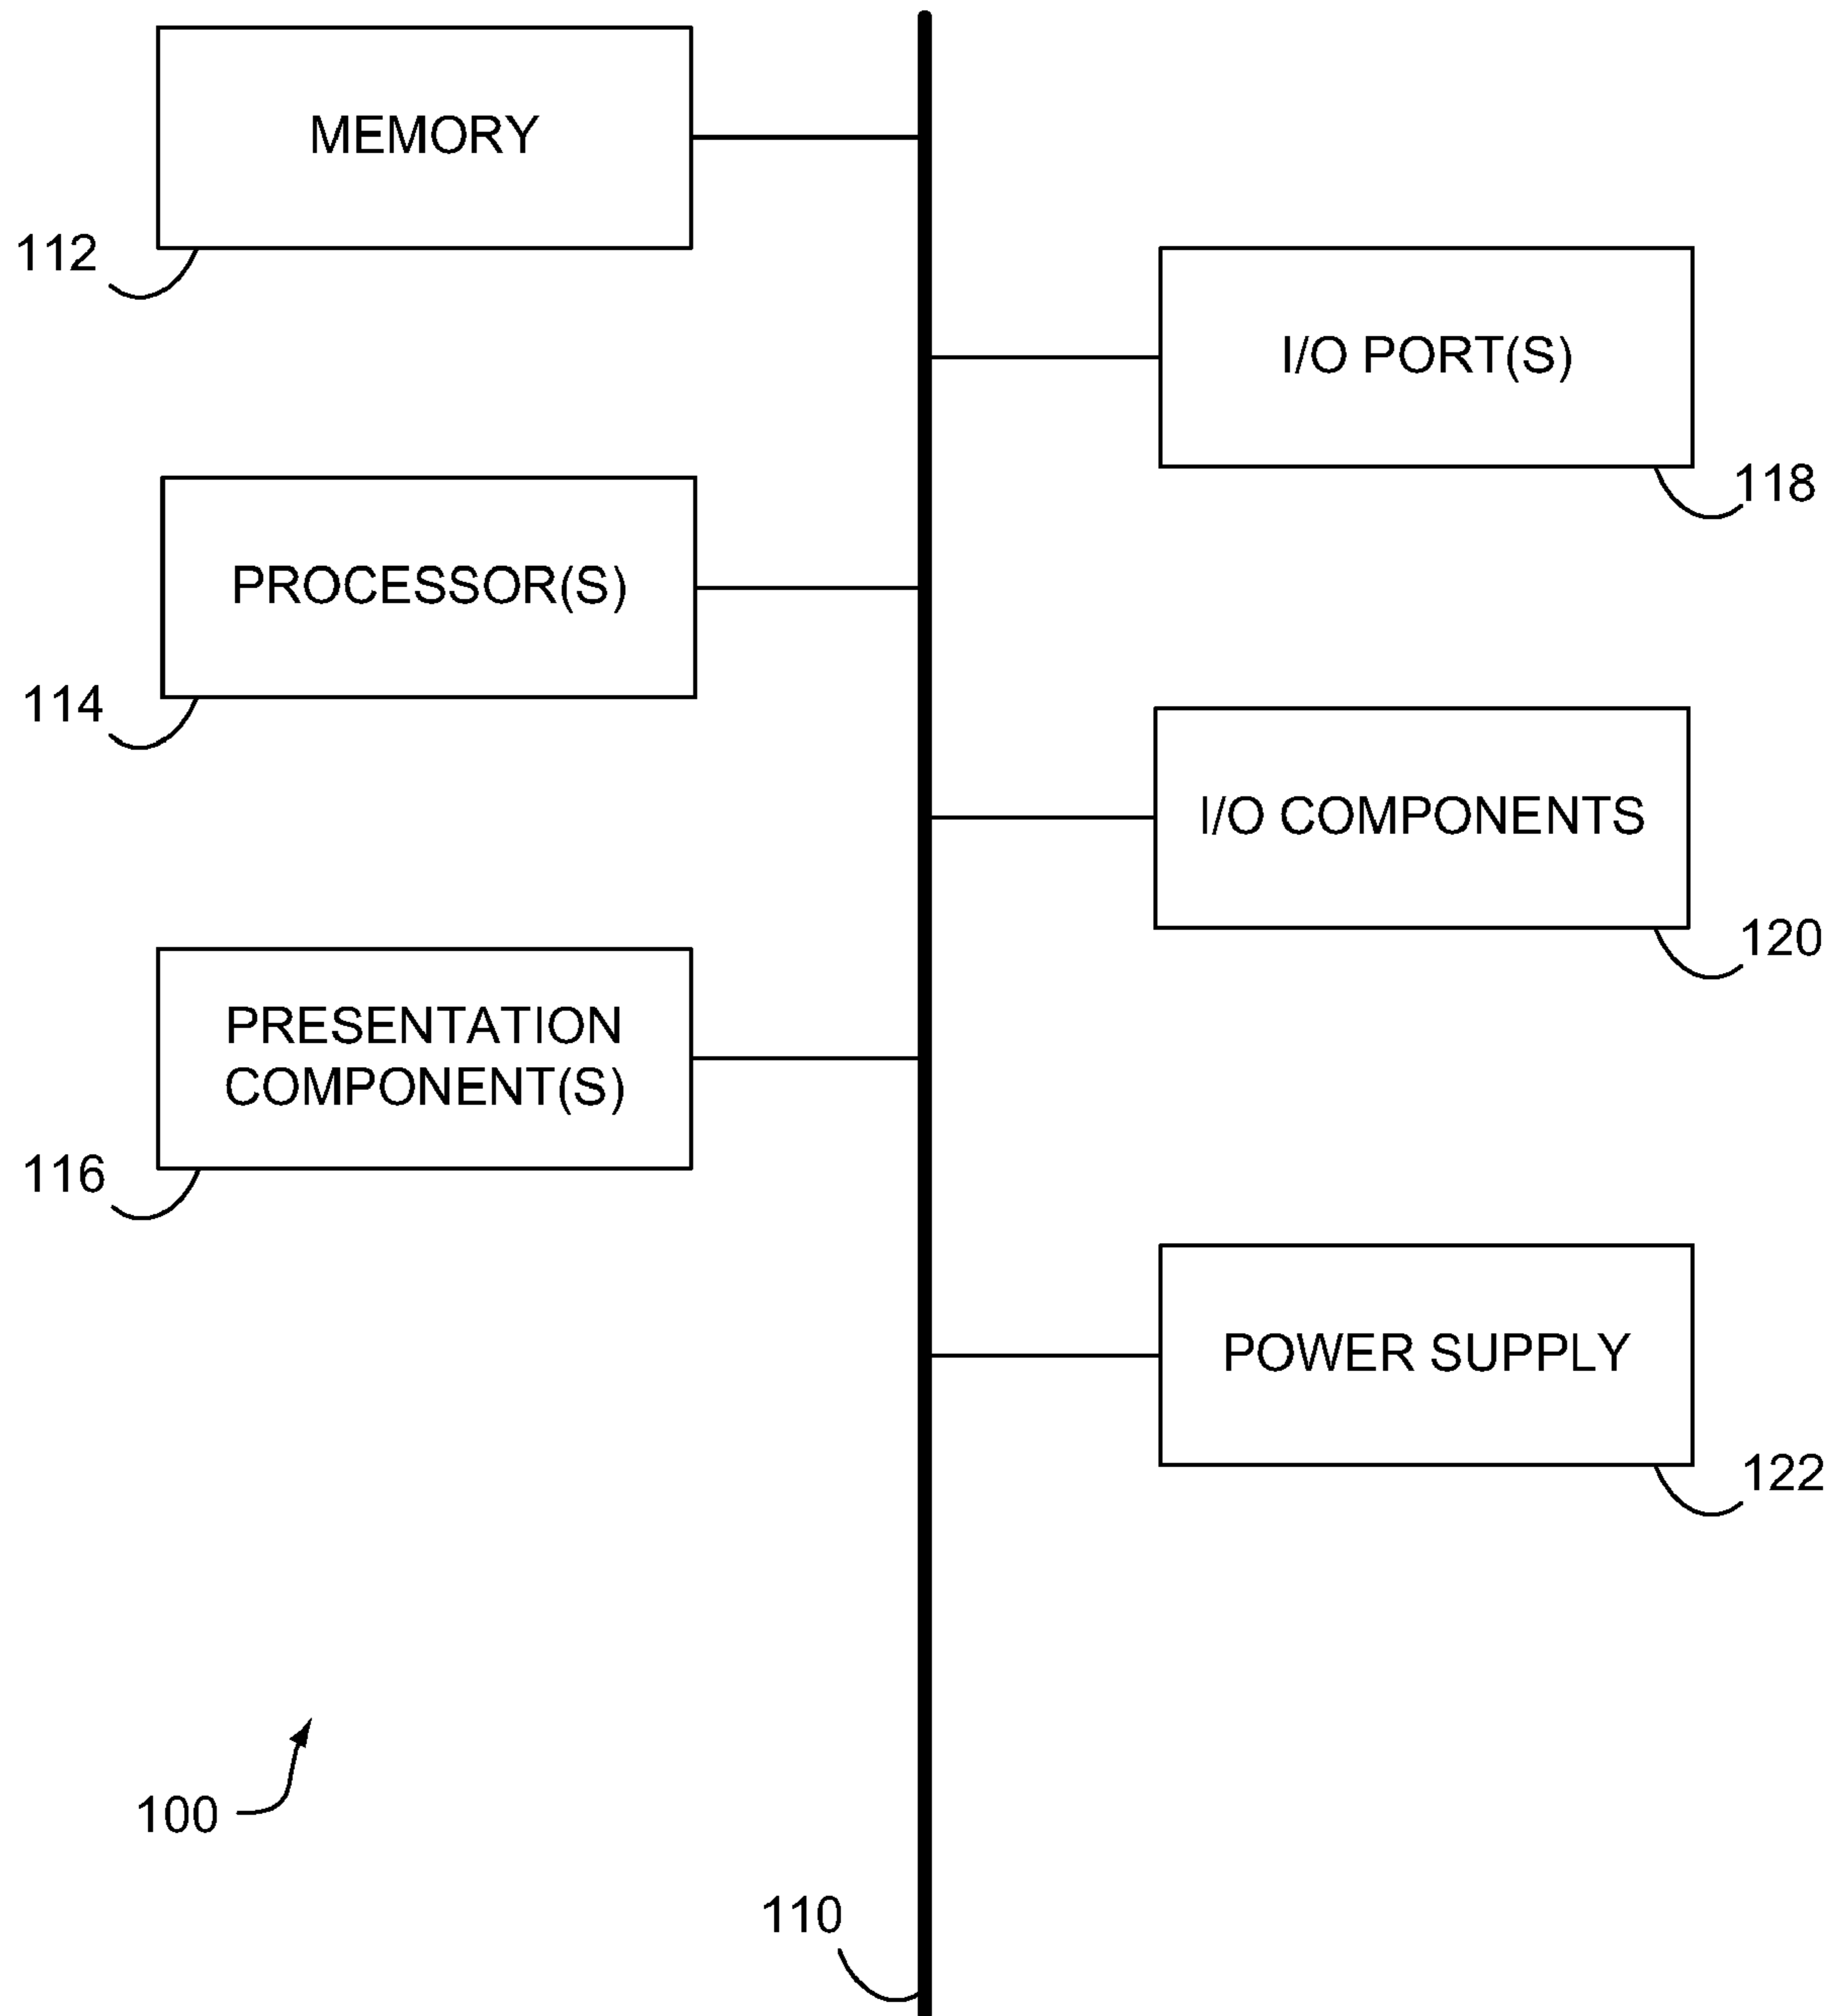 MEMORY
112
I/O PORT(S)
118
PROCESSOR(S)
114
I/O COMPONENTS
120
PRESENTATION
COMPONENT(S)
116
POWER SUPPLY
122
100
110